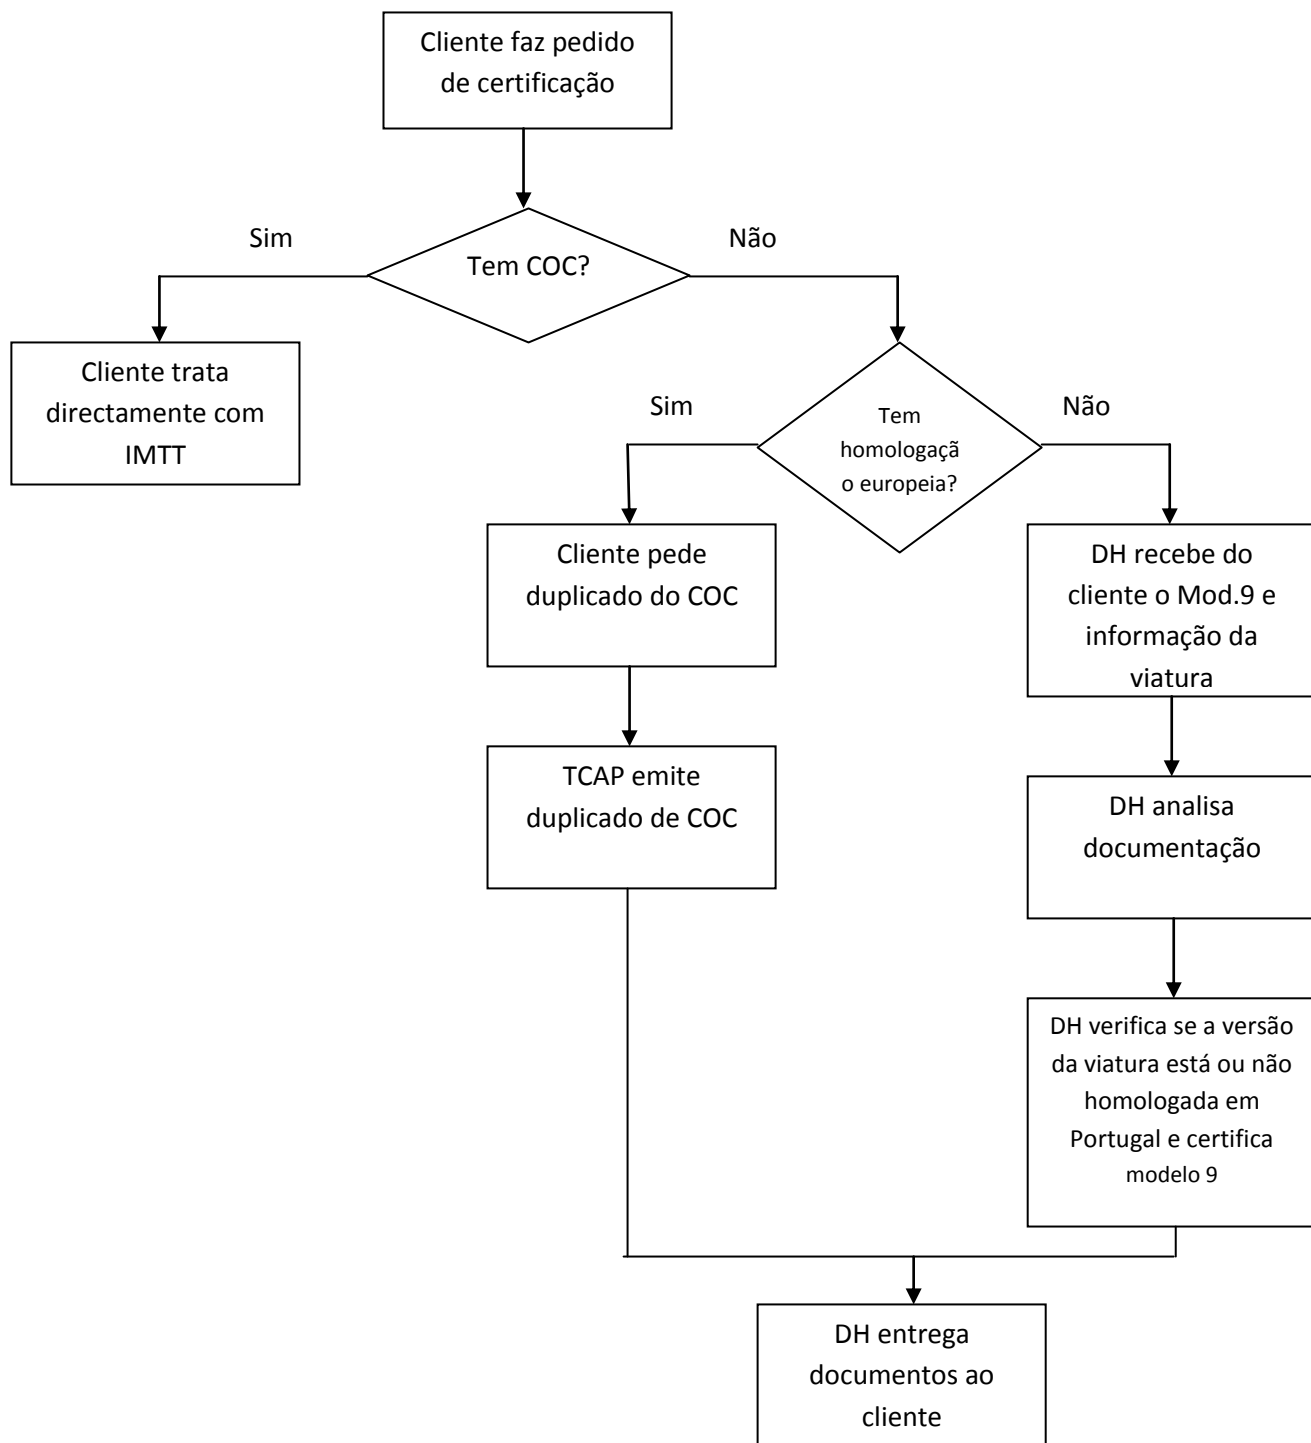 Cliente faz pedido
de certificação
Sim
Não
Tem COC?
Cliente trata
directamente com
IMTT
Sim
Não
Tem
homologaçã
o europeia?
Cliente pede
duplicado do COC
DH recebe do
cliente o Mod.9 e
informação da
viatura
TCAP emite
duplicado de COC
DH analisa
documentação
DH verifica se a versão
da viatura está ou não
homologada em
Portugal e certifica
modelo 9
DH entrega
documentos ao
cliente